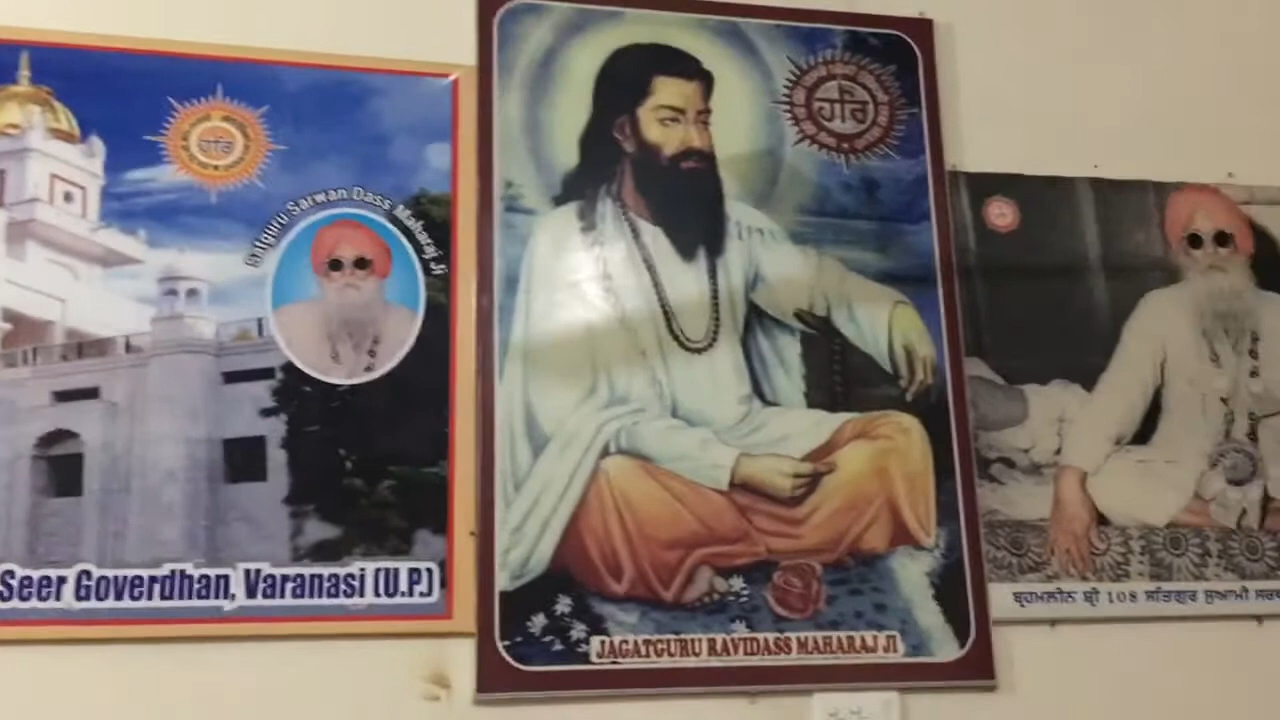 ਹਰਿ
Satguru Sarwan Dass Maharaj Ji
Seer Goverdhan, Varanasi (U.P.)
ਹਰਿ
JAGATGURU RAVIDASS MAHARAJ JI
ਬ੍ਰਹਮਲੀਨ ਸ਼੍ਰੀ 108 ਸਤਿਗੁਰ ਸੁਆਮੀ